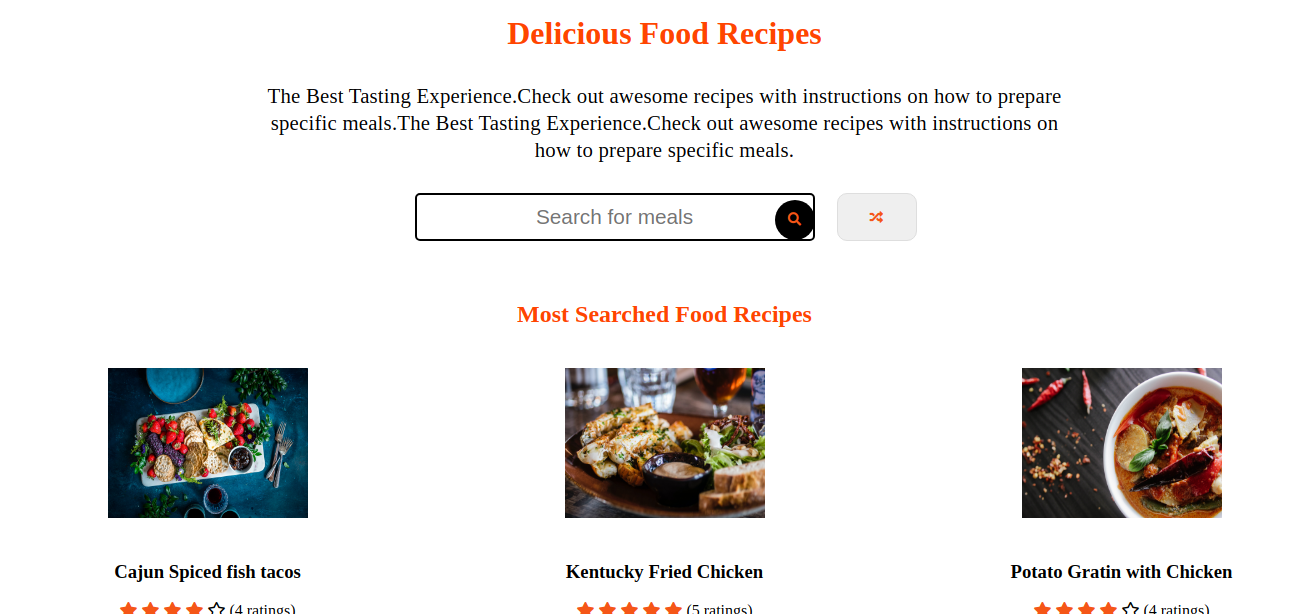 Delicious Food Recipes
The Best Tasting Experience.Check out awesome recipes with instructions on how to prepare
specific meals.The Best Tasting Experience.Check out awesome recipes with instructions on
how to prepare specific meals.
Search for meals
Most Searched Food Recipes
Cajun Spiced fish tacos
Kentucky Fried Chicken
Potato Gratin with Chicken
(4 ratings)
(5 ratings)
(4 ratings)